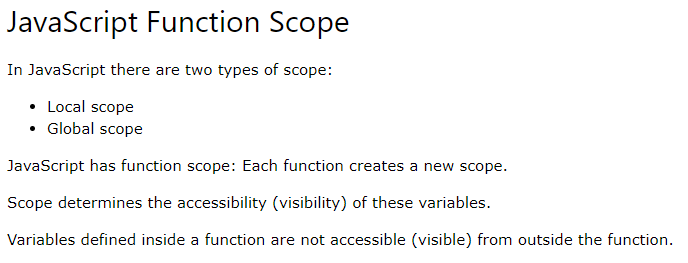 JavaScript Function Scope
In JavaScript there are two types of scope:
• Local scope
• Global scope
JavaScript has function scope: Each function creates a new scope.
Scope determines the accessibility (visibility) of these variables.
Variables defined inside a function are not accessible (visible) from outside the function.